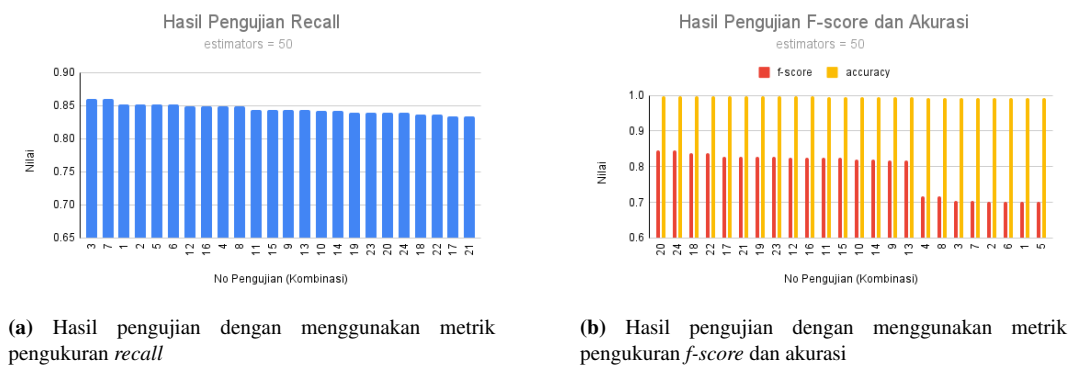 Hasil Pengujian Recall
estimators = 50
0.90
0.85
0.80
0.75
0.70
0.65
Nilai
3 7 1 2 5 6 12 16 4 8 11 15 9 13 10 14 19 23 20 24 18 22 17 21
No Pengujian (Kombinasi)
(a) Hasil pengujian dengan menggunakan metrik
pengukuran recall
Hasil Pengujian F-score dan Akurasi
estimators = 50
f-score accuracy
1.0
0.9
0.8
0.7
0.6
Nilai
20 24 18 22 17 21 19 23 12 16 11 15 10 14 9 13 4 8 3 7 2 6 1 5
No Pengujian (Kombinasi)
(b) Hasil pengujian dengan menggunakan metrik
pengukuran f-score dan akurasi